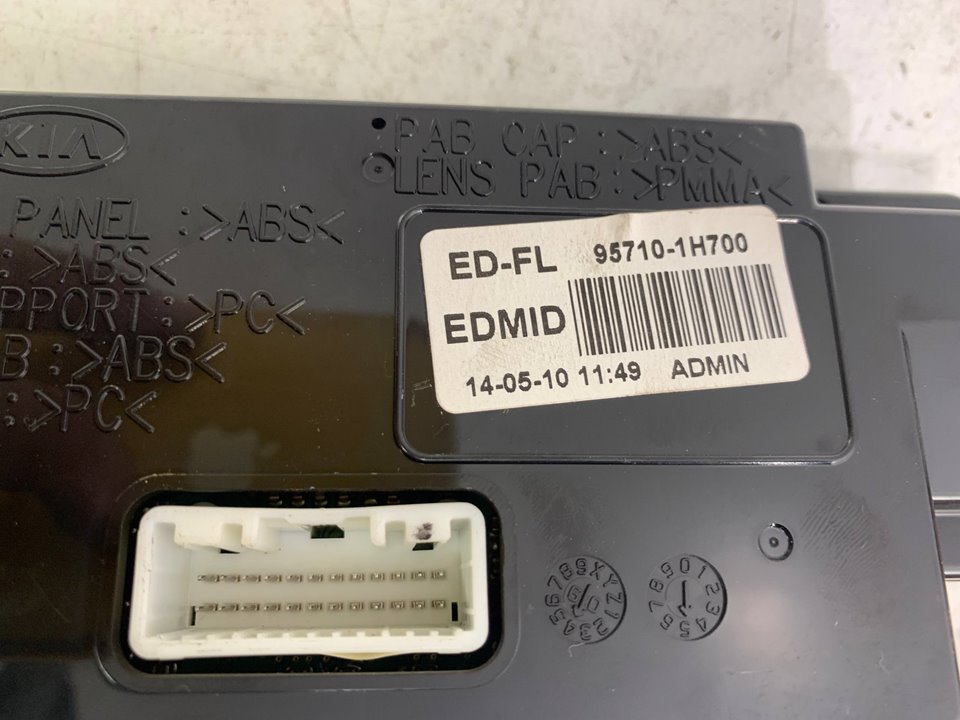 KIA
PAB CAP : >ABS<
LENS PAB : >PMMA<
PANEL : >ABS<
: >ABS<
PPORT : >PC<
B : >ABS<
: >PC<
ED-FL 95710-1H700
EDMID
14-05-10 11:49 ADMIN